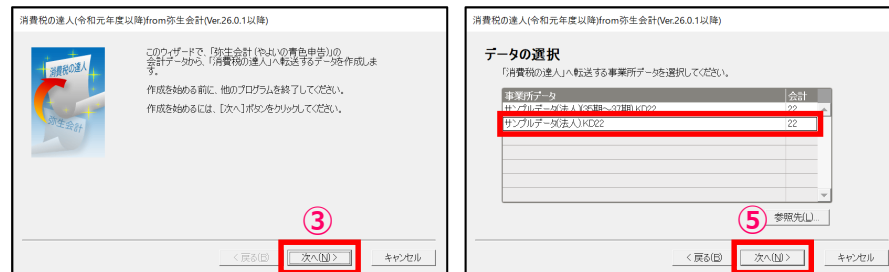 消費税の達人(令和元年度以降)from弥生会計(Ver.26.0.1以降)
消費税の達人
弥生会計
このウィザードで、「弥生会計(やよいの青色申告)」の
会計データから、「消費税の達人」へ転送するデータを作成しま
す。
作成を始める前に、他のプログラムを終了してください。
作成を始めるには、[次へ]ボタンをクリックしてください。
③
< 戻る(B)
次へ(N) >
キャンセル
消費税の達人(令和元年度以降)from弥生会計(Ver.26.0.1以降)
データの選択
「消費税の達人」へ転送する事業所データを選択してください。
事業所データ 会計
サンプルデータ(法人)(35期～37期).KD22 22
サンプルデータ(法人).KD22 22
参照先(L)...
⑤
< 戻る(B)
次へ(N) >
キャンセル